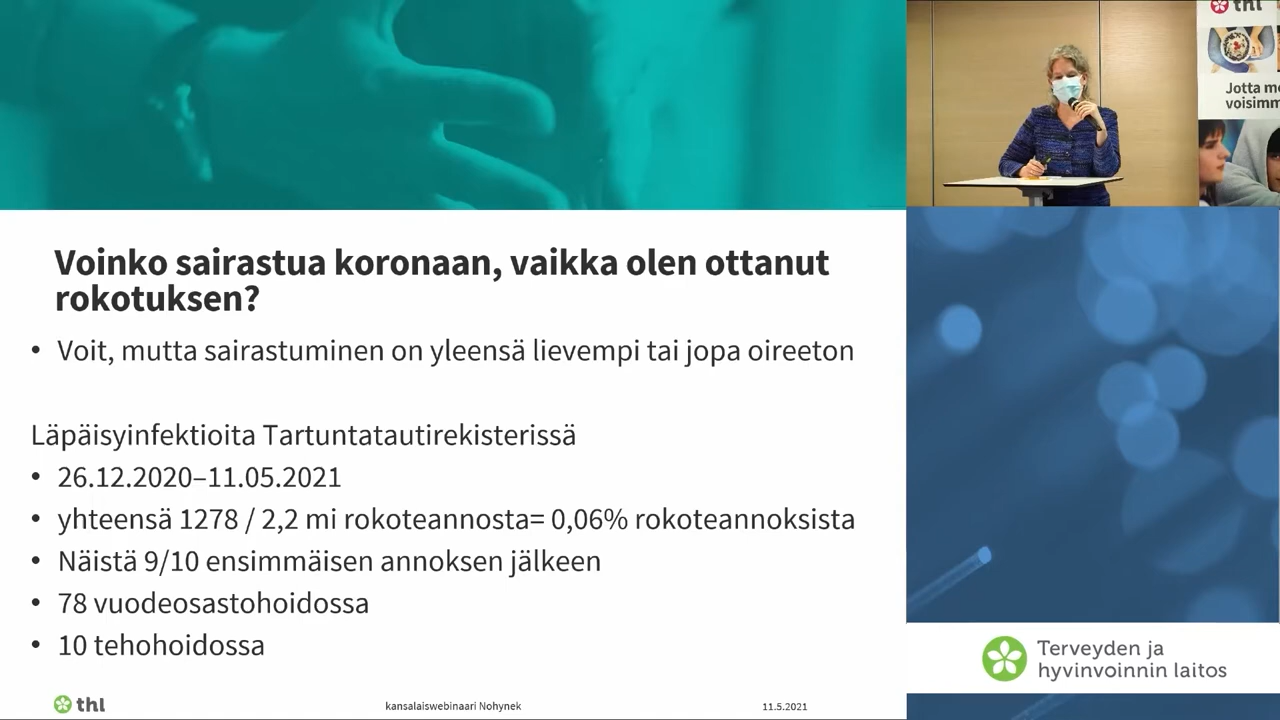 thl
Jotta me
voisimm
Voinko sairastua koronaan, vaikka olen ottanut
rokotuksen?
• Voit, mutta sairastuminen on yleensä lievempi tai jopa oireeton
Läpäisyinfektioita Tartuntatautirekisterissä
• 26.12.2020–11.05.2021
• yhteensä 1278 / 2,2 mi rokoteannosta= 0,06% rokoteannoksista
• Näistä 9/10 ensimmäisen annoksen jälkeen
• 78 vuodeosastohoidossa
• 10 tehohoidossa
Terveyden ja
hyvinvoinnin laitos
thl
kansalaiswebinaari Nohynek
11.5.2021